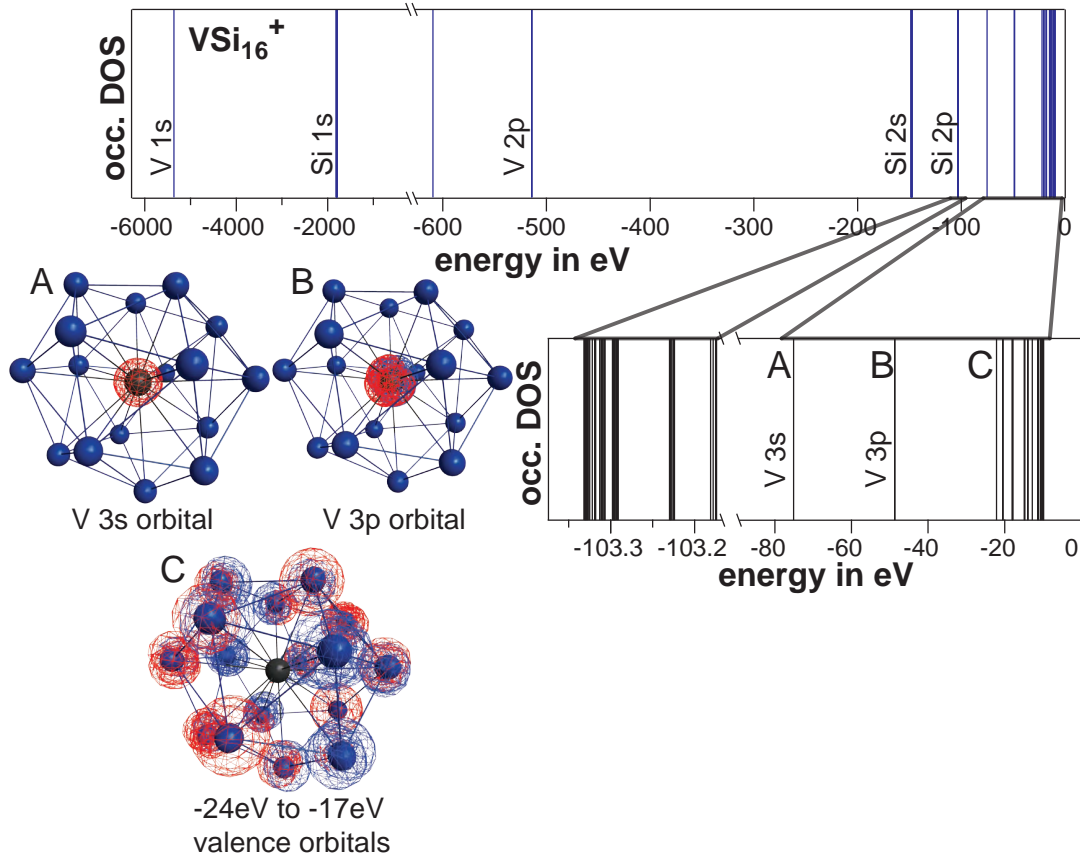 VSi16+
occ. DOS
V 1s
Si 1s
V 2p
Si 2s
Si 2p
-6000 -4000 -2000 -600 -500 -400 -300 -200 -100 0
energy in eV
A
V 3s orbital
B
V 3p orbital
occ. DOS
A
B
C
V 3s
V 3p
-103.3 -103.2 -80 -60 -40 -20 0
energy in eV
C
-24eV to -17eV
valence orbitals